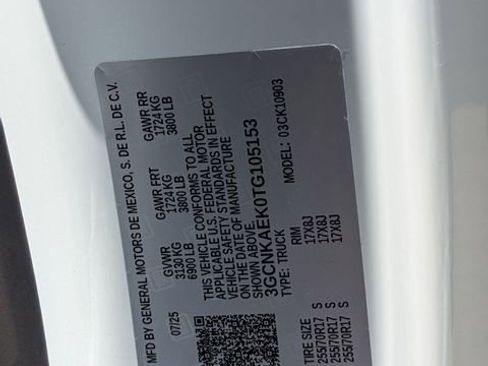 MFD BY GENERAL MOTORS DE MEXICO, S. DE R.L. DE C.V.
07/25 GVWR GAWR FRT GAWR RR
3130 KG 1724 KG 1724 KG
6900 LB 3800 LB 3800 LB
THIS VEHICLE CONFORMS TO ALL
APPLICABLE U.S. FEDERAL MOTOR
VEHICLE SAFETY STANDARDS IN EFFECT
ON THE DATE OF MANUFACTURE
SHOWN ABOVE.
3GCNKAEK0TG105153
TYPE: TRUCK MODEL: 03CK10903
TIRE SIZE RIM
255/70R17 S 17X8J
255/70R17 S 17X8J
255/70R17 S 17X8J